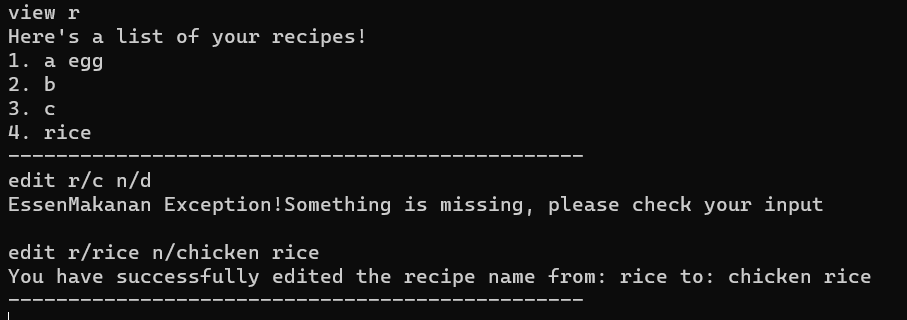 view r
Here's a list of your recipes!
1. a egg
2. b
3. c
4. rice
------------------------------------------------
edit r/c n/d
EssenMakanan Exception!Something is missing, please check your input
edit r/rice n/chicken rice
You have successfully edited the recipe name from: rice to: chicken rice
------------------------------------------------